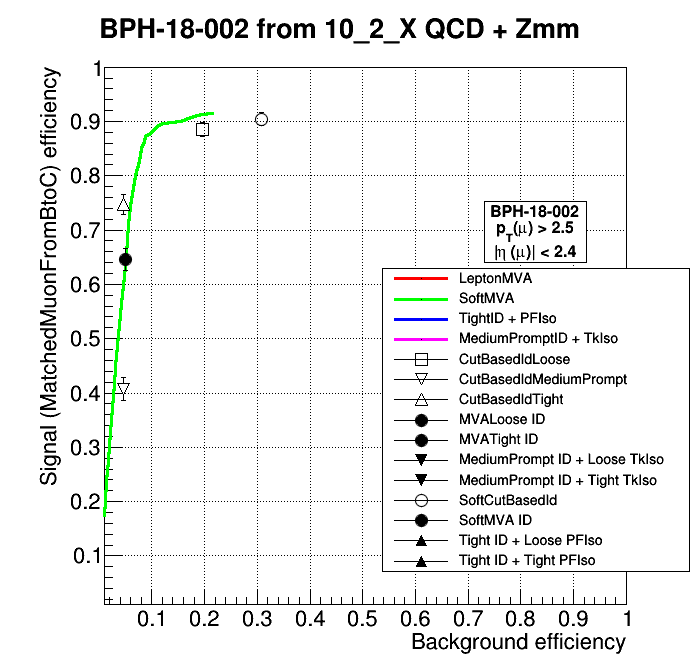 BPH-18-002 from 10_2_X QCD + Zmm
Signal (MatchedMuonFromBtoC) efficiency
1
0.9
0.8
0.7
0.6
0.5
0.4
0.3
0.2
0.1
BPH-18-002
pT(μ) > 2.5
|η (μ)| < 2.4
LeptonMVA
SoftMVA
TightID + PFIso
MediumPromptID + TkIso
CutBasedIdLoose
CutBasedIdMediumPrompt
CutBasedIdTight
MVALoose ID
MVATight ID
MediumPrompt ID + Loose TkIso
MediumPrompt ID + Tight TkIso
SoftCutBasedId
SoftMVA ID
Tight ID + Loose PFIso
Tight ID + Tight PFIso
0.1 0.2 0.3 0.4 0.5 0.6 0.7 0.8 0.9 1
Background efficiency